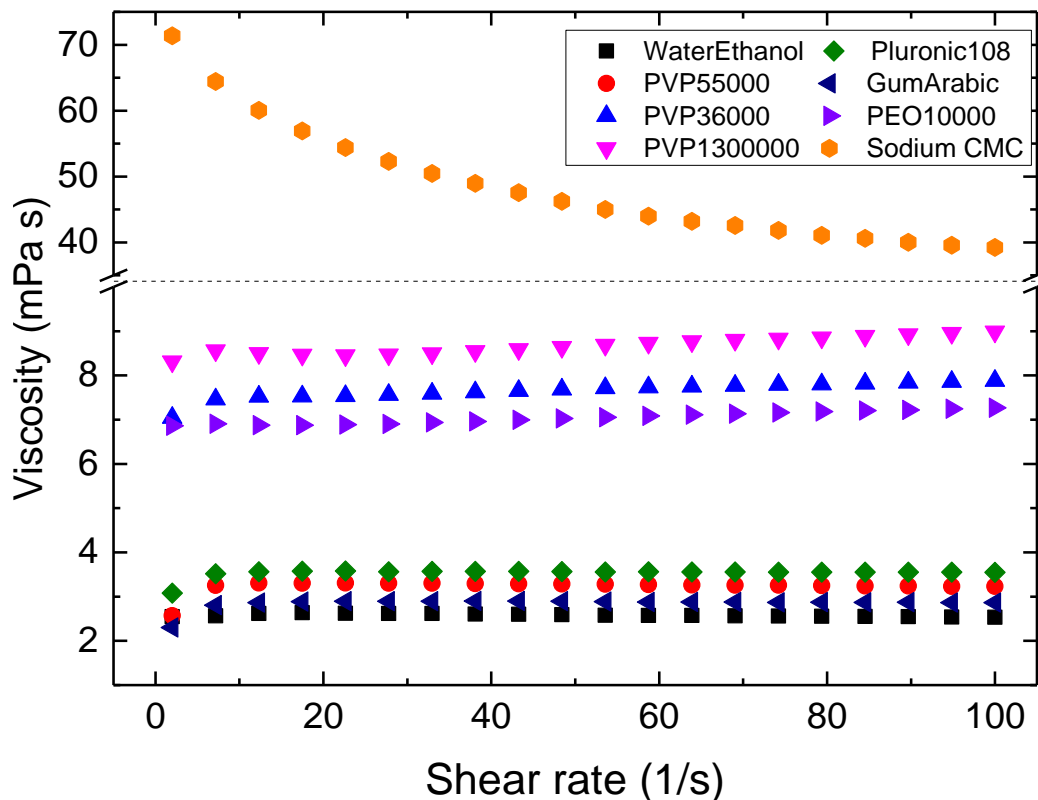 70
60
50
40
8
6
4
2
Viscosity (mPa s)
WaterEthanol
PVP55000
PVP36000
PVP1300000
Pluronic108
GumArabic
PEO10000
Sodium CMC
0 20 40 60 80 100
Shear rate (1/s)